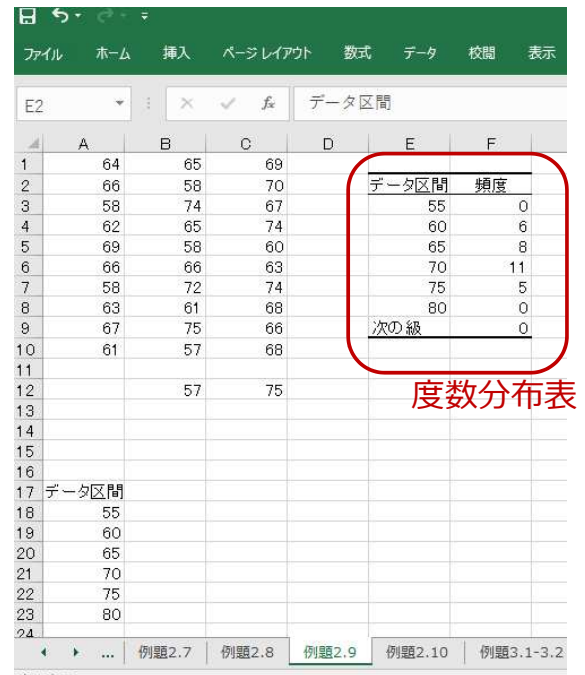 ファイル ホーム 挿入 ページ レイアウト 数式 データ 校閲 表示
E2 fx データ区間
A B C D E F
1 64 65 69
2 66 58 70 データ区間 頻度
3 58 74 67 55 0
4 62 65 74 60 6
5 69 58 60 65 8
6 66 66 63 70 11
7 58 72 74 75 5
8 63 61 68 80 0
9 67 75 66 次の級 0
10 61 57 68
11
12 57 75
度数分布表
13
14
15
16
17 データ区間
18 55
19 60
20 65
21 70
22 75
23 80
24
... 例題2.7 例題2.8 例題2.9 例題2.10 例題3.1-3.2